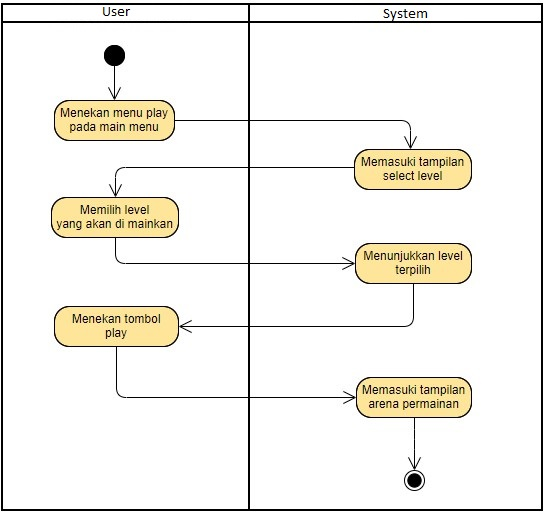 User
System
Menekan menu play
pada main menu
Memasuki tampilan
select level
Memilih level
yang akan di mainkan
Menunjukkan level
terpilih
Menekan tombol
play
Memasuki tampilan
arena permainan